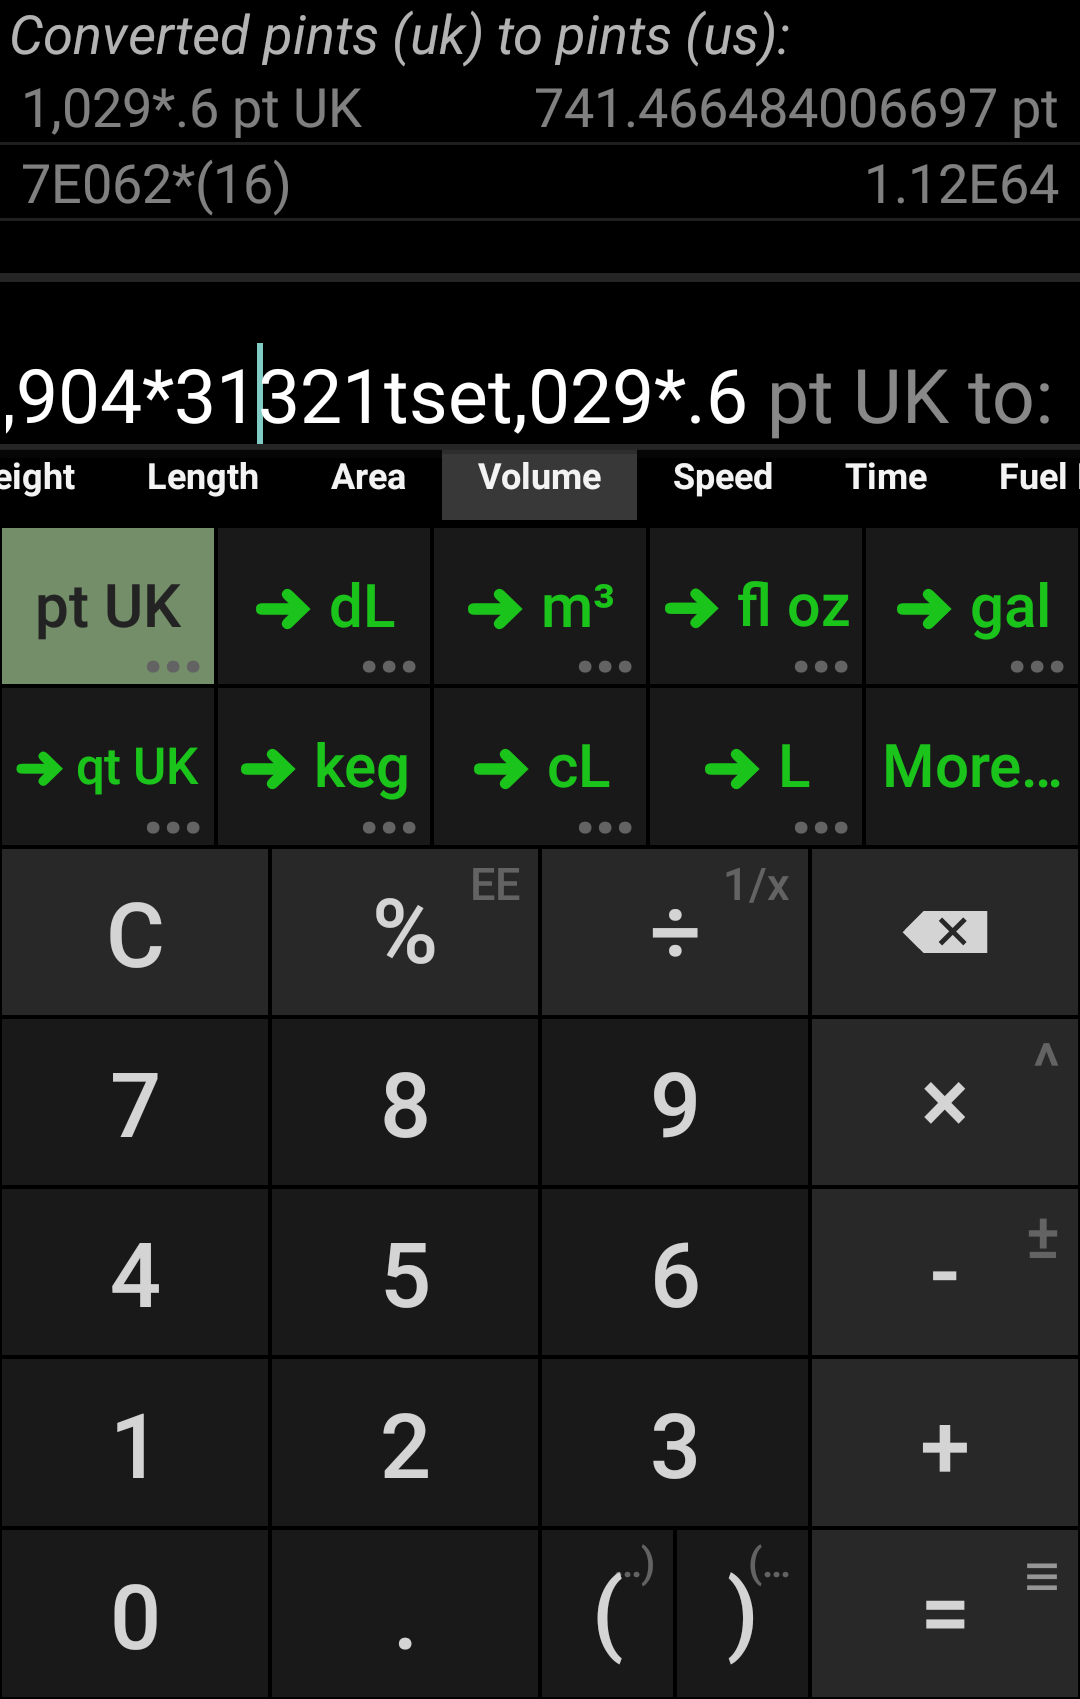 Converted pints (uk) to pints (us):
1,029*.6 pt UK 741.466484006697 pt
7E062*(16) 1.12E64
,904*31321tset,029*.6 pt UK to:
eight Length Area Volume Speed Time Fuel
pt UK ➔ dL ➔ m³ ➔ fl oz ➔ gal
➔ qt UK ➔ keg ➔ cL ➔ L More...
C % EE ÷ 1/x
7 8 9 × ^
4 5 6 - ±
1 2 3 + 
0 . ( ..) ) (... =